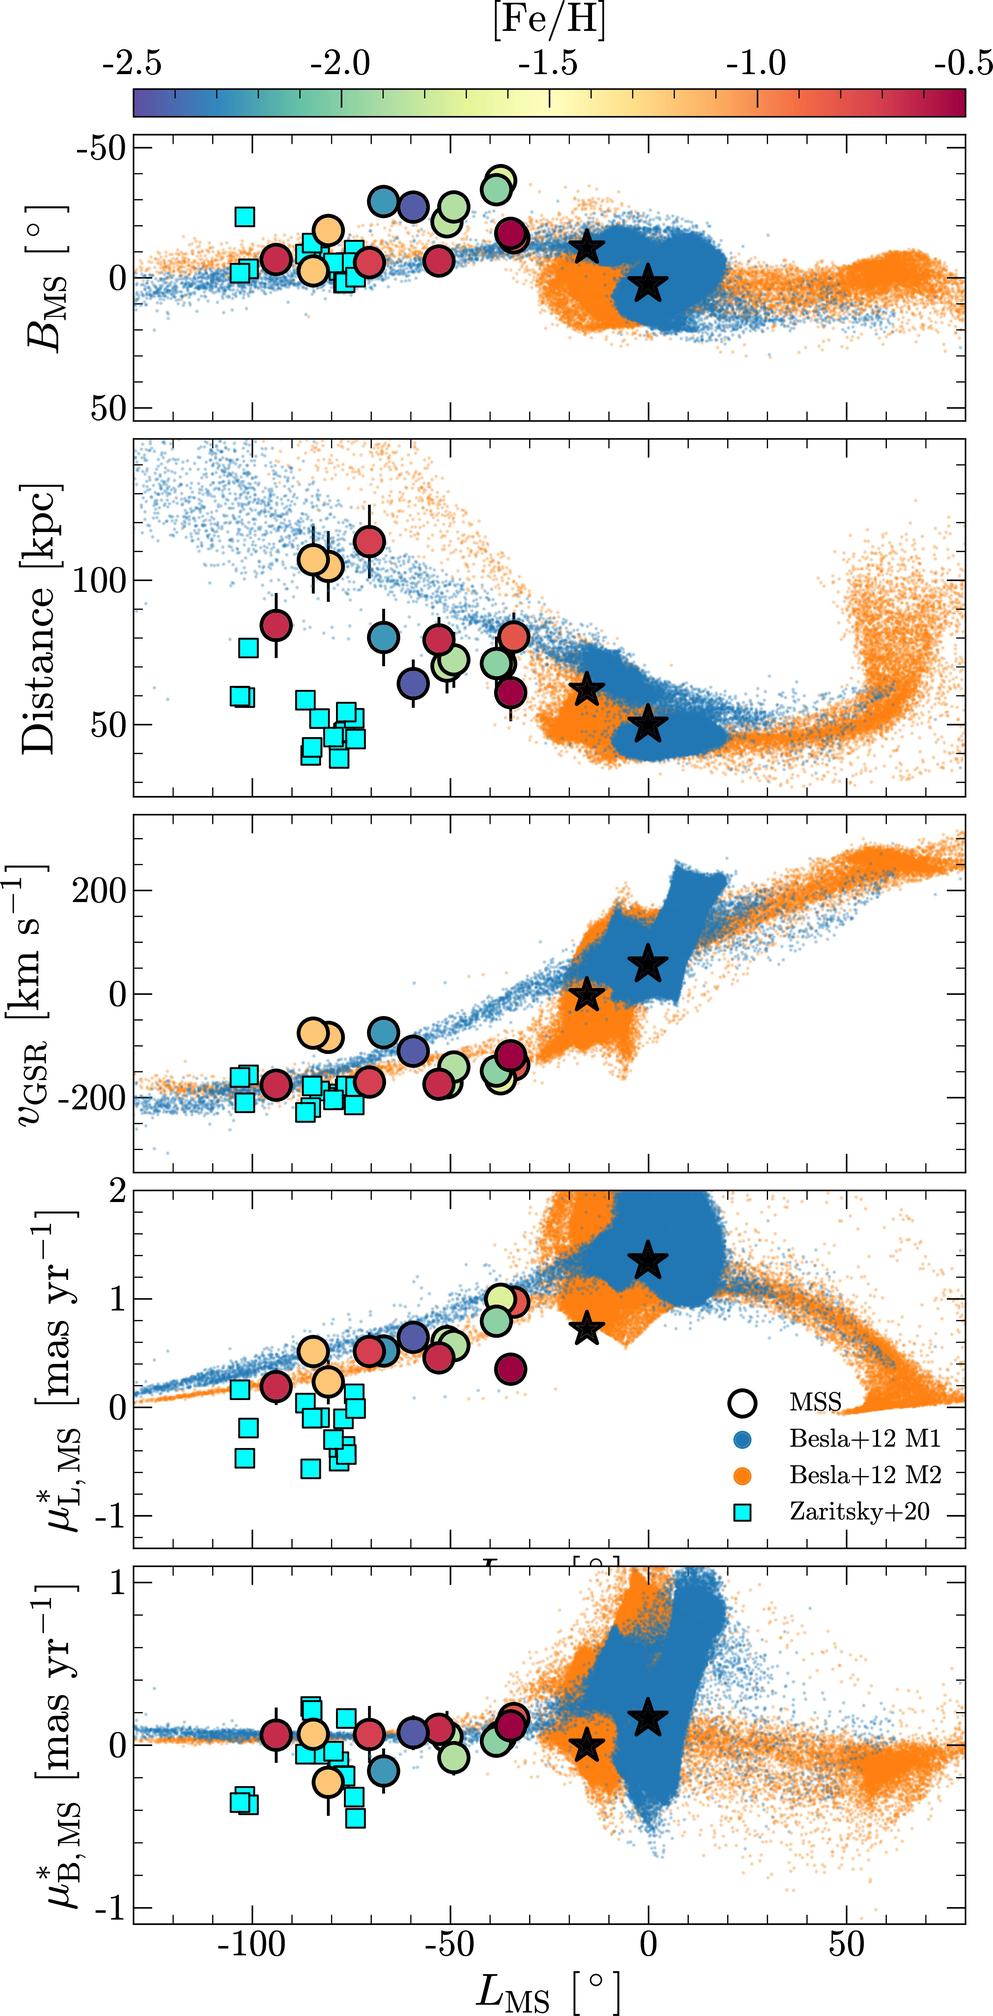 [Fe/H]
-2.5 -2.0 -1.5 -1.0 -0.5
-50
0
50
B_MS [°]
100
50
Distance [kpc]
200
0
-200
v_GSR [km s⁻¹]
2
1
0
-1
μ*_L,MS [mas yr⁻¹]
MSS
Besla+12 M1
Besla+12 M2
Zaritsky+20
1
0
-1
μ*_B,MS [mas yr⁻¹]
-100 -50 0 50
L_MS [°]